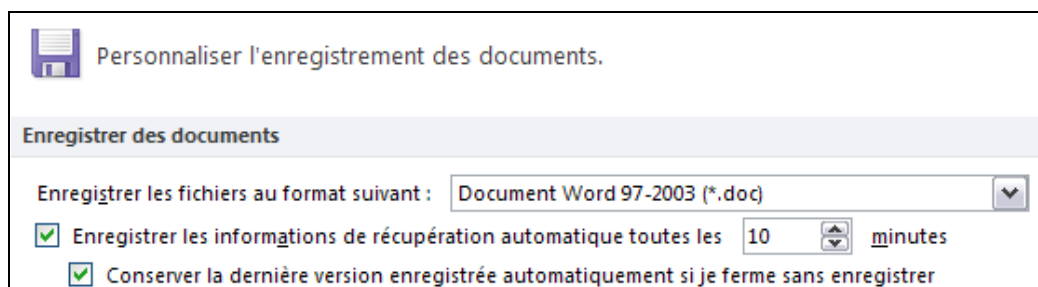 Personnaliser l'enregistrement des documents.
Enregistrer des documents
Enregistrer les fichiers au format suivant : Document Word 97-2003 (*.doc)
Enregistrer les informations de récupération automatique toutes les 10 minutes
Conserver la dernière version enregistrée automatiquement si je ferme sans enregistrer